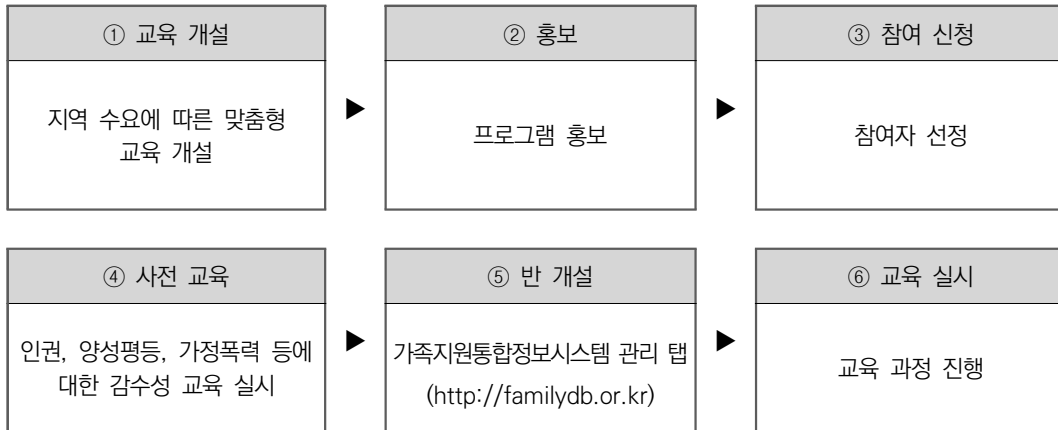 ① 교육 개설
지역 수요에 따른 맞춤형
교육 개설
▶
② 홍보
프로그램 홍보
▶
③ 참여 신청
참여자 선정
④ 사전 교육
인권, 양성평등, 가정폭력 등에
대한 감수성 교육 실시
▶
⑤ 반 개설
가족지원통합정보시스템 관리 탭
(http://familydb.or.kr)
▶
⑥ 교육 실시
교육 과정 진행